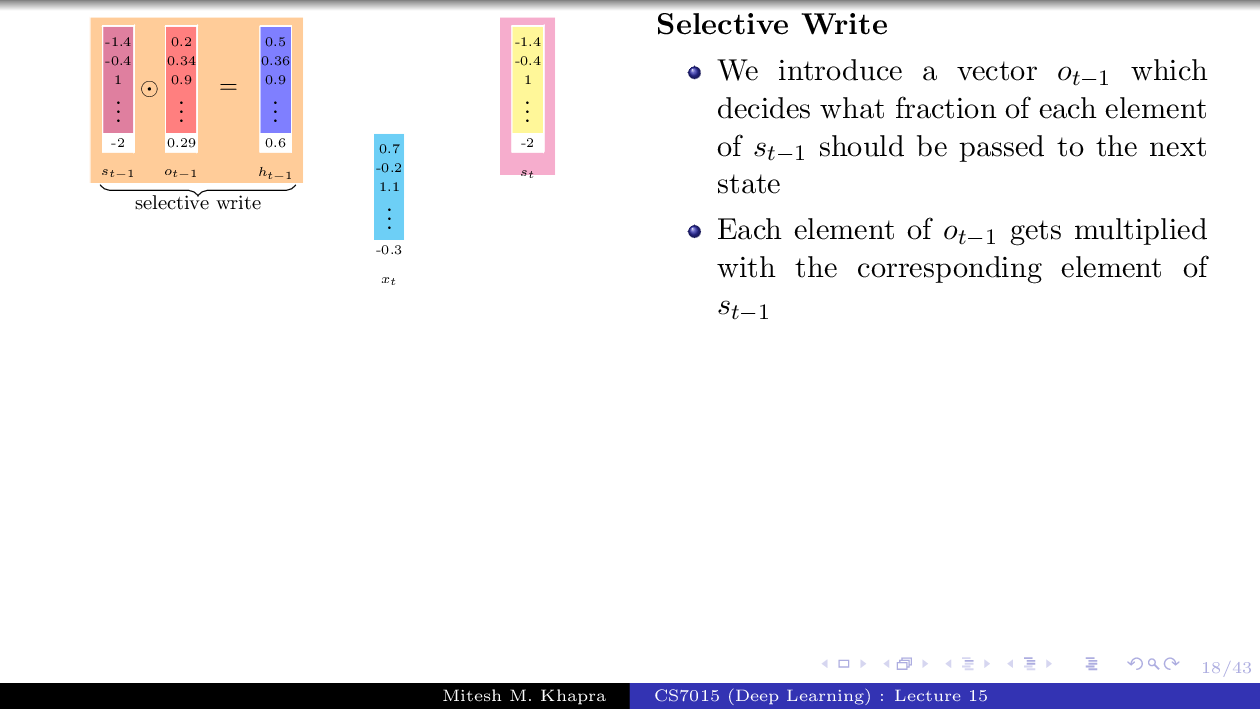 -1.4 0.2 0.5
-0.4 0.34 0.36
1 ⊙ 0.9 = 0.9
⋮ ⋮ ⋮
-2 0.29 0.6
s_{t−1} o_{t−1} h_{t−1}
selective write
0.7
-0.2
1.1
⋮
-0.3
x_t
-1.4
-0.4
1
⋮
-2
s_t
Selective Write
We introduce a vector o_{t−1} which
decides what fraction of each element
of s_{t−1} should be passed to the next
state
Each element of o_{t−1} gets multiplied
with the corresponding element of
s_{t−1}
18/43
Mitesh M. Khapra
CS7015 (Deep Learning) : Lecture 15